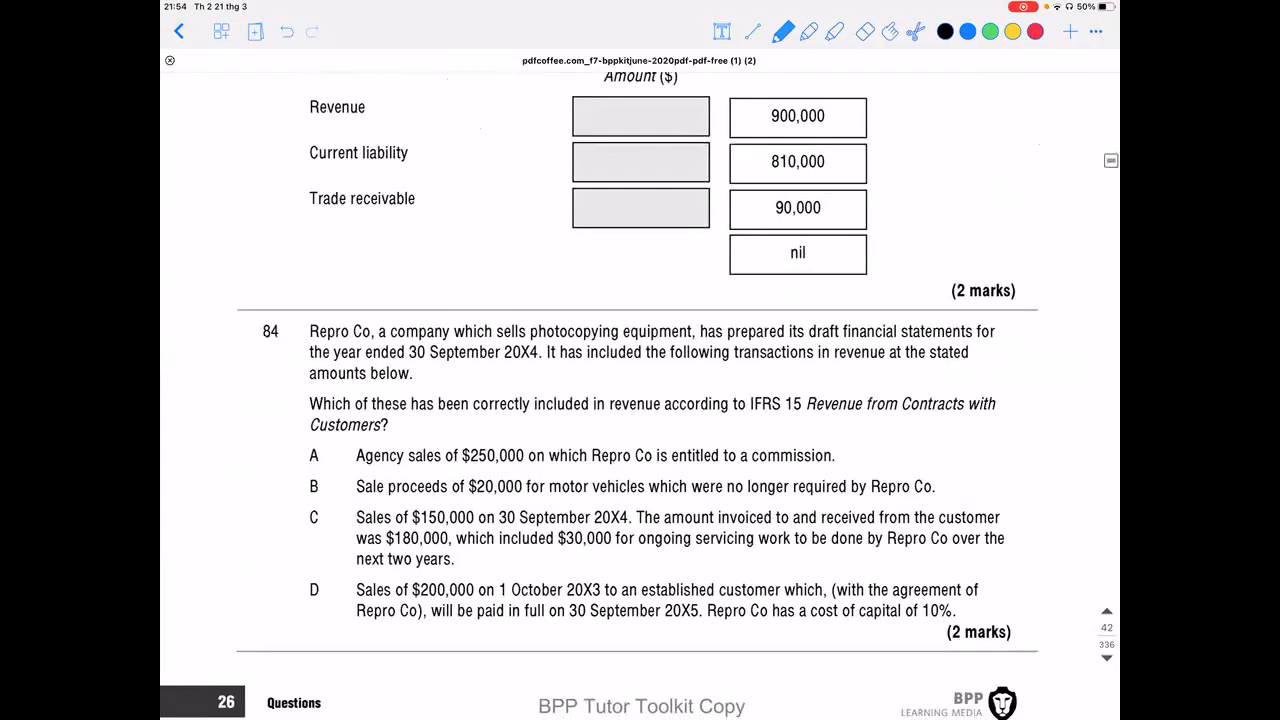 21:54 Th 2 21 thg 3
50%
pdfcoffee.com_f7-bppkitjune-2020pdf-pdf-free (1) (2)
Amount ($)
Revenue
900,000
Current liability
810,000
Trade receivable
90,000
nil
(2 marks)
84 Repro Co, a company which sells photocopying equipment, has prepared its draft financial statements for
the year ended 30 September 20X4. It has included the following transactions in revenue at the stated
amounts below.
Which of these has been correctly included in revenue according to IFRS 15 Revenue from Contracts with
Customers?
A Agency sales of $250,000 on which Repro Co is entitled to a commission.
B Sale proceeds of $20,000 for motor vehicles which were no longer required by Repro Co.
C Sales of $150,000 on 30 September 20X4. The amount invoiced to and received from the customer
was $180,000, which included $30,000 for ongoing servicing work to be done by Repro Co over the
next two years.
D Sales of $200,000 on 1 October 20X3 to an established customer which, (with the agreement of
Repro Co), will be paid in full on 30 September 20X5. Repro Co has a cost of capital of 10%.
(2 marks)
42
336
26 Questions
BPP Tutor Toolkit Copy
BPP
LEARNING MEDIA